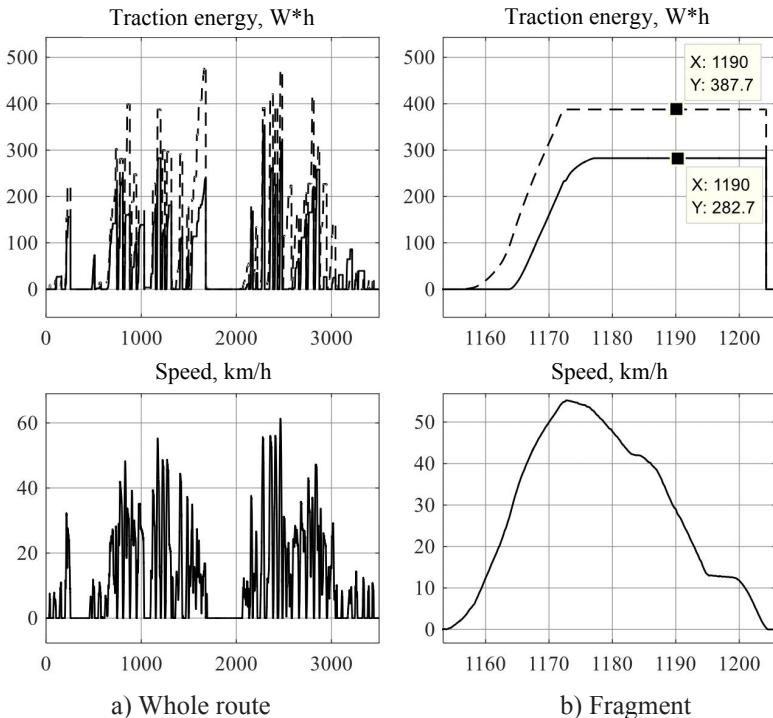 Traction energy, W*h
500
400
300
200
100
0
0 1000 2000 3000
Traction energy, W*h
500
400
300
200
100
0
X: 1190
Y: 387.7
X: 1190
Y: 282.7
1160 1170 1180 1190 1200
Speed, km/h
60
40
20
0
0 1000 2000 3000
Speed, km/h
50
40
30
20
10
0
1160 1170 1180 1190 1200
a) Whole route
b) Fragment